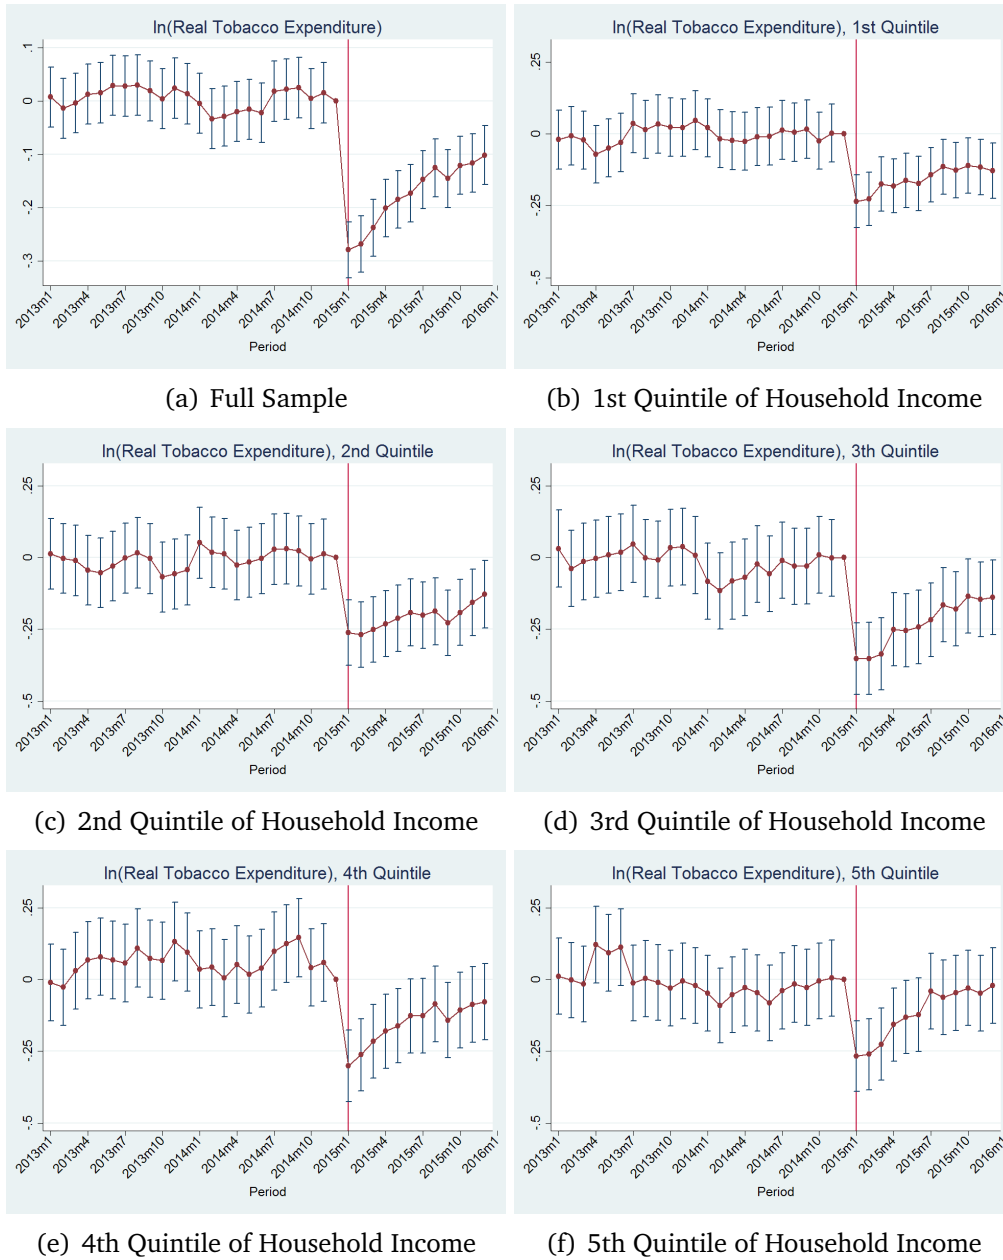 ln(Real Tobacco Expenditure)
.1
0
-.1
-.2
-.3
2013m1 2013m4 2013m7 2013m10 2014m1 2014m4 2014m7 2014m10 2015m1 2015m4 2015m7 2015m10 2016m1
Period
(a) Full Sample
ln(Real Tobacco Expenditure), 1st Quintile
.25
0
-.25
-.5
2013m1 2013m4 2013m7 2013m10 2014m1 2014m4 2014m7 2014m10 2015m1 2015m4 2015m7 2015m10 2016m1
Period
(b) 1st Quintile of Household Income
ln(Real Tobacco Expenditure), 2nd Quintile
.25
0
-.25
-.5
2013m1 2013m4 2013m7 2013m10 2014m1 2014m4 2014m7 2014m10 2015m1 2015m4 2015m7 2015m10 2016m1
Period
(c) 2nd Quintile of Household Income
ln(Real Tobacco Expenditure), 3th Quintile
.25
0
-.25
-.5
2013m1 2013m4 2013m7 2013m10 2014m1 2014m4 2014m7 2014m10 2015m1 2015m4 2015m7 2015m10 2016m1
Period
(d) 3rd Quintile of Household Income
ln(Real Tobacco Expenditure), 4th Quintile
.25
0
-.25
-.5
2013m1 2013m4 2013m7 2013m10 2014m1 2014m4 2014m7 2014m10 2015m1 2015m4 2015m7 2015m10 2016m1
Period
(e) 4th Quintile of Household Income
ln(Real Tobacco Expenditure), 5th Quintile
.25
0
-.25
-.5
2013m1 2013m4 2013m7 2013m10 2014m1 2014m4 2014m7 2014m10 2015m1 2015m4 2015m7 2015m10 2016m1
Period
(f) 5th Quintile of Household Income